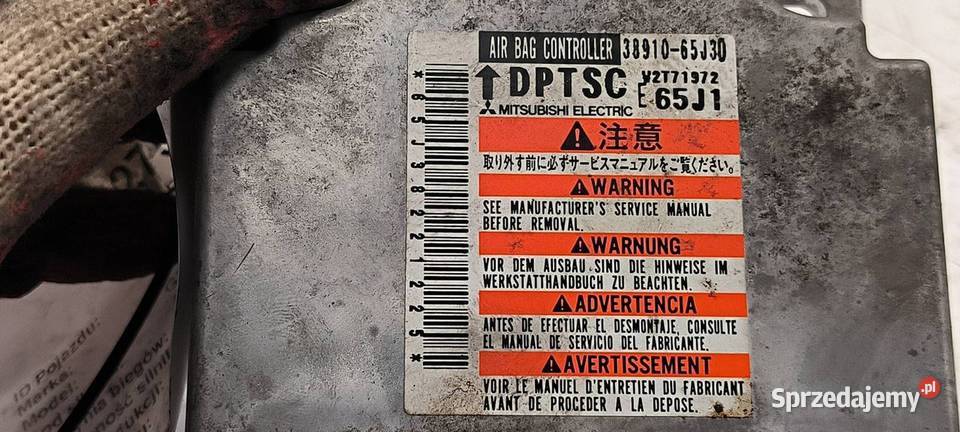 AIR BAG CONTROLLER 38910-65J30
DPTSC V2T71972
E 65J1
MITSUBISHI ELECTRIC
注意
取り外す前に必ずサービスマニュアルをご覧ください。
WARNING
SEE MANUFACTURER'S SERVICE MANUAL
BEFORE REMOVAL.
WARNUNG
VOR DEM AUSBAU SIND DIE HINWEISE IM
WERKSTATTHANDBUCH ZU BEACHTEN.
ADVERTENCIA
ANTES DE EFECTUAR EL DESMONTAJE, CONSULTE
EL MANUAL DE SERVICIO DEL FABRICANTE.
AVERTISSEMENT
VOIR LE MANUEL D'ENTRETIEN DU FABRICANT
AVANT DE PROCEDER A LA DEPOSE.
*65J38221225*
ID Pojazdu:
Marka
Sprzedajemy.pl